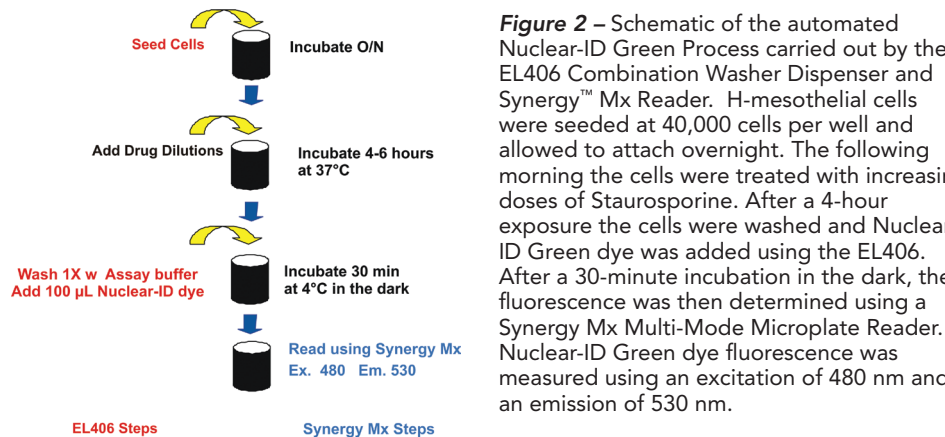 Seed Cells
Incubate O/N
Add Drug Dilutions
Incubate 4-6 hours
at 37°C
Wash 1X w Assay buffer
Add 100 µL Nuclear-ID dye
Incubate 30 min
at 4°C in the dark
Read using Synergy Mx
Ex. 480 Em. 530
EL406 Steps
Synergy Mx Steps
Figure 2 – Schematic of the automated
Nuclear-ID Green Process carried out by the
EL406 Combination Washer Dispenser and
Synergy™ Mx Reader. H-mesothelial cells
were seeded at 40,000 cells per well and
allowed to attach overnight. The following
morning the cells were treated with increasin
doses of Staurosporine. After a 4-hour
exposure the cells were washed and Nuclear
ID Green dye was added using the EL406.
After a 30-minute incubation in the dark, the
fluorescence was then determined using a
Synergy Mx Multi-Mode Microplate Reader.
Nuclear-ID Green dye fluorescence was
measured using an excitation of 480 nm and
an emission of 530 nm.